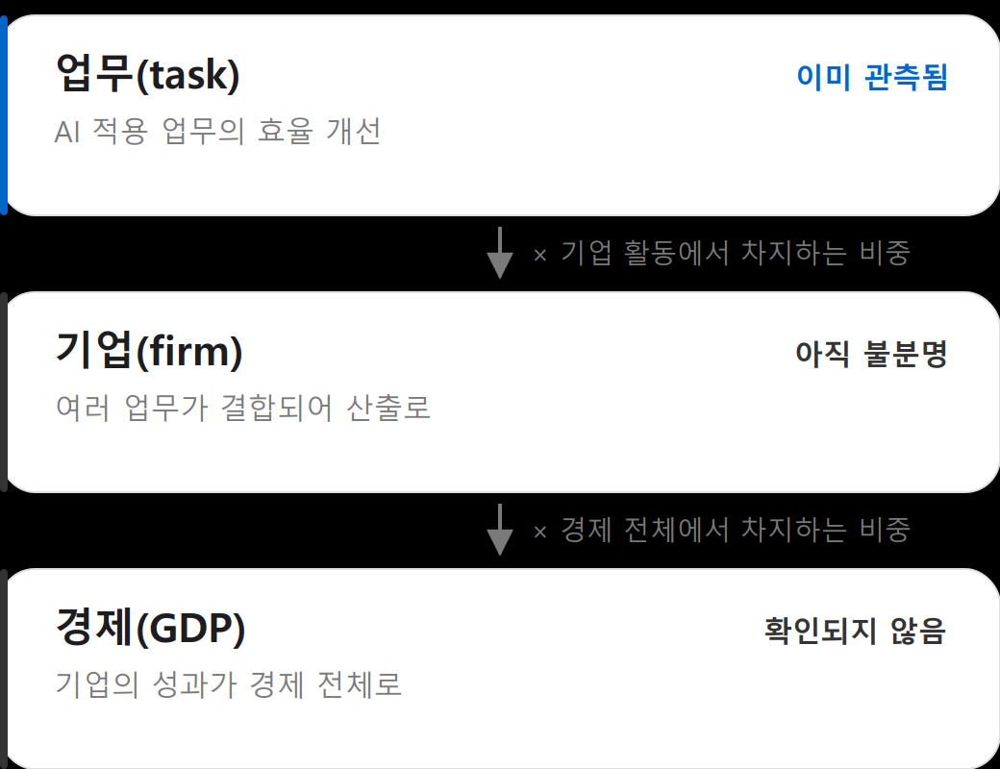 업무(task)
이미 관측됨
AI 적용 업무의 효율 개선
× 기업 활동에서 차지하는 비중
기업(firm)
아직 불분명
여러 업무가 결합되어 산출로
× 경제 전체에서 차지하는 비중
경제(GDP)
확인되지 않음
기업의 성과가 경제 전체로